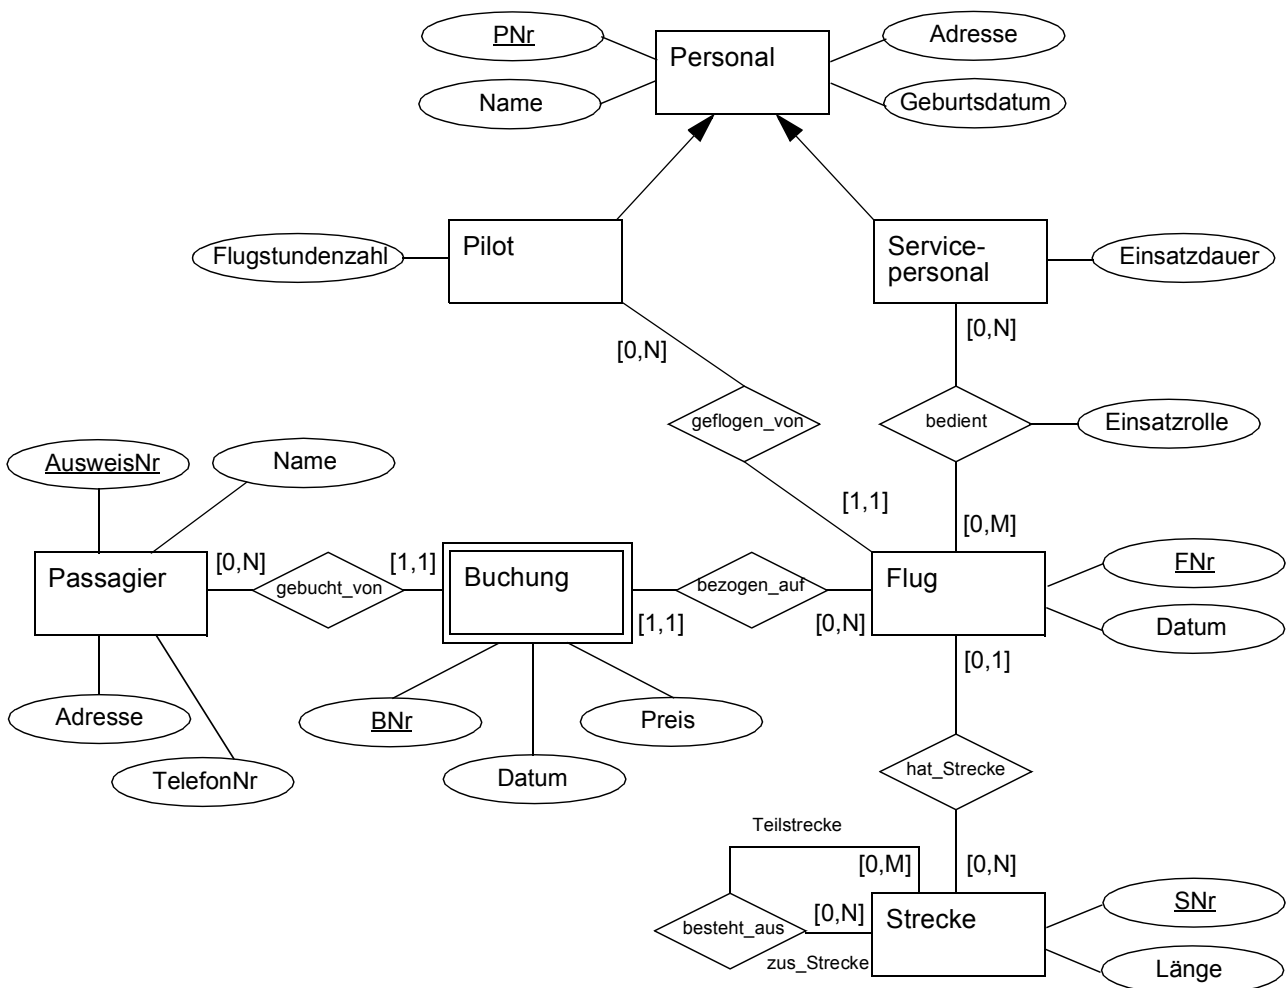 PNr
Personal
Adresse
Name
Geburtsdatum
Flugstundenzahl
Pilot
Service-
personal
Einsatzdauer
[0,N]
[0,N]
geflogen_von
bedient
Einsatzrolle
AusweisNr
Name
[1,1]
[0,M]
Passagier
[0,N]
gebucht_von
[1,1]
Buchung
[1,1]
bezogen_auf
[0,N]
Flug
FNr
Datum
[0,1]
Adresse
BNr
Preis
TelefonNr
Datum
hat_Strecke
Teilstrecke
[0,M]
[0,N]
besteht_aus
[0,N]
zus_Strecke
Strecke
SNr
Länge